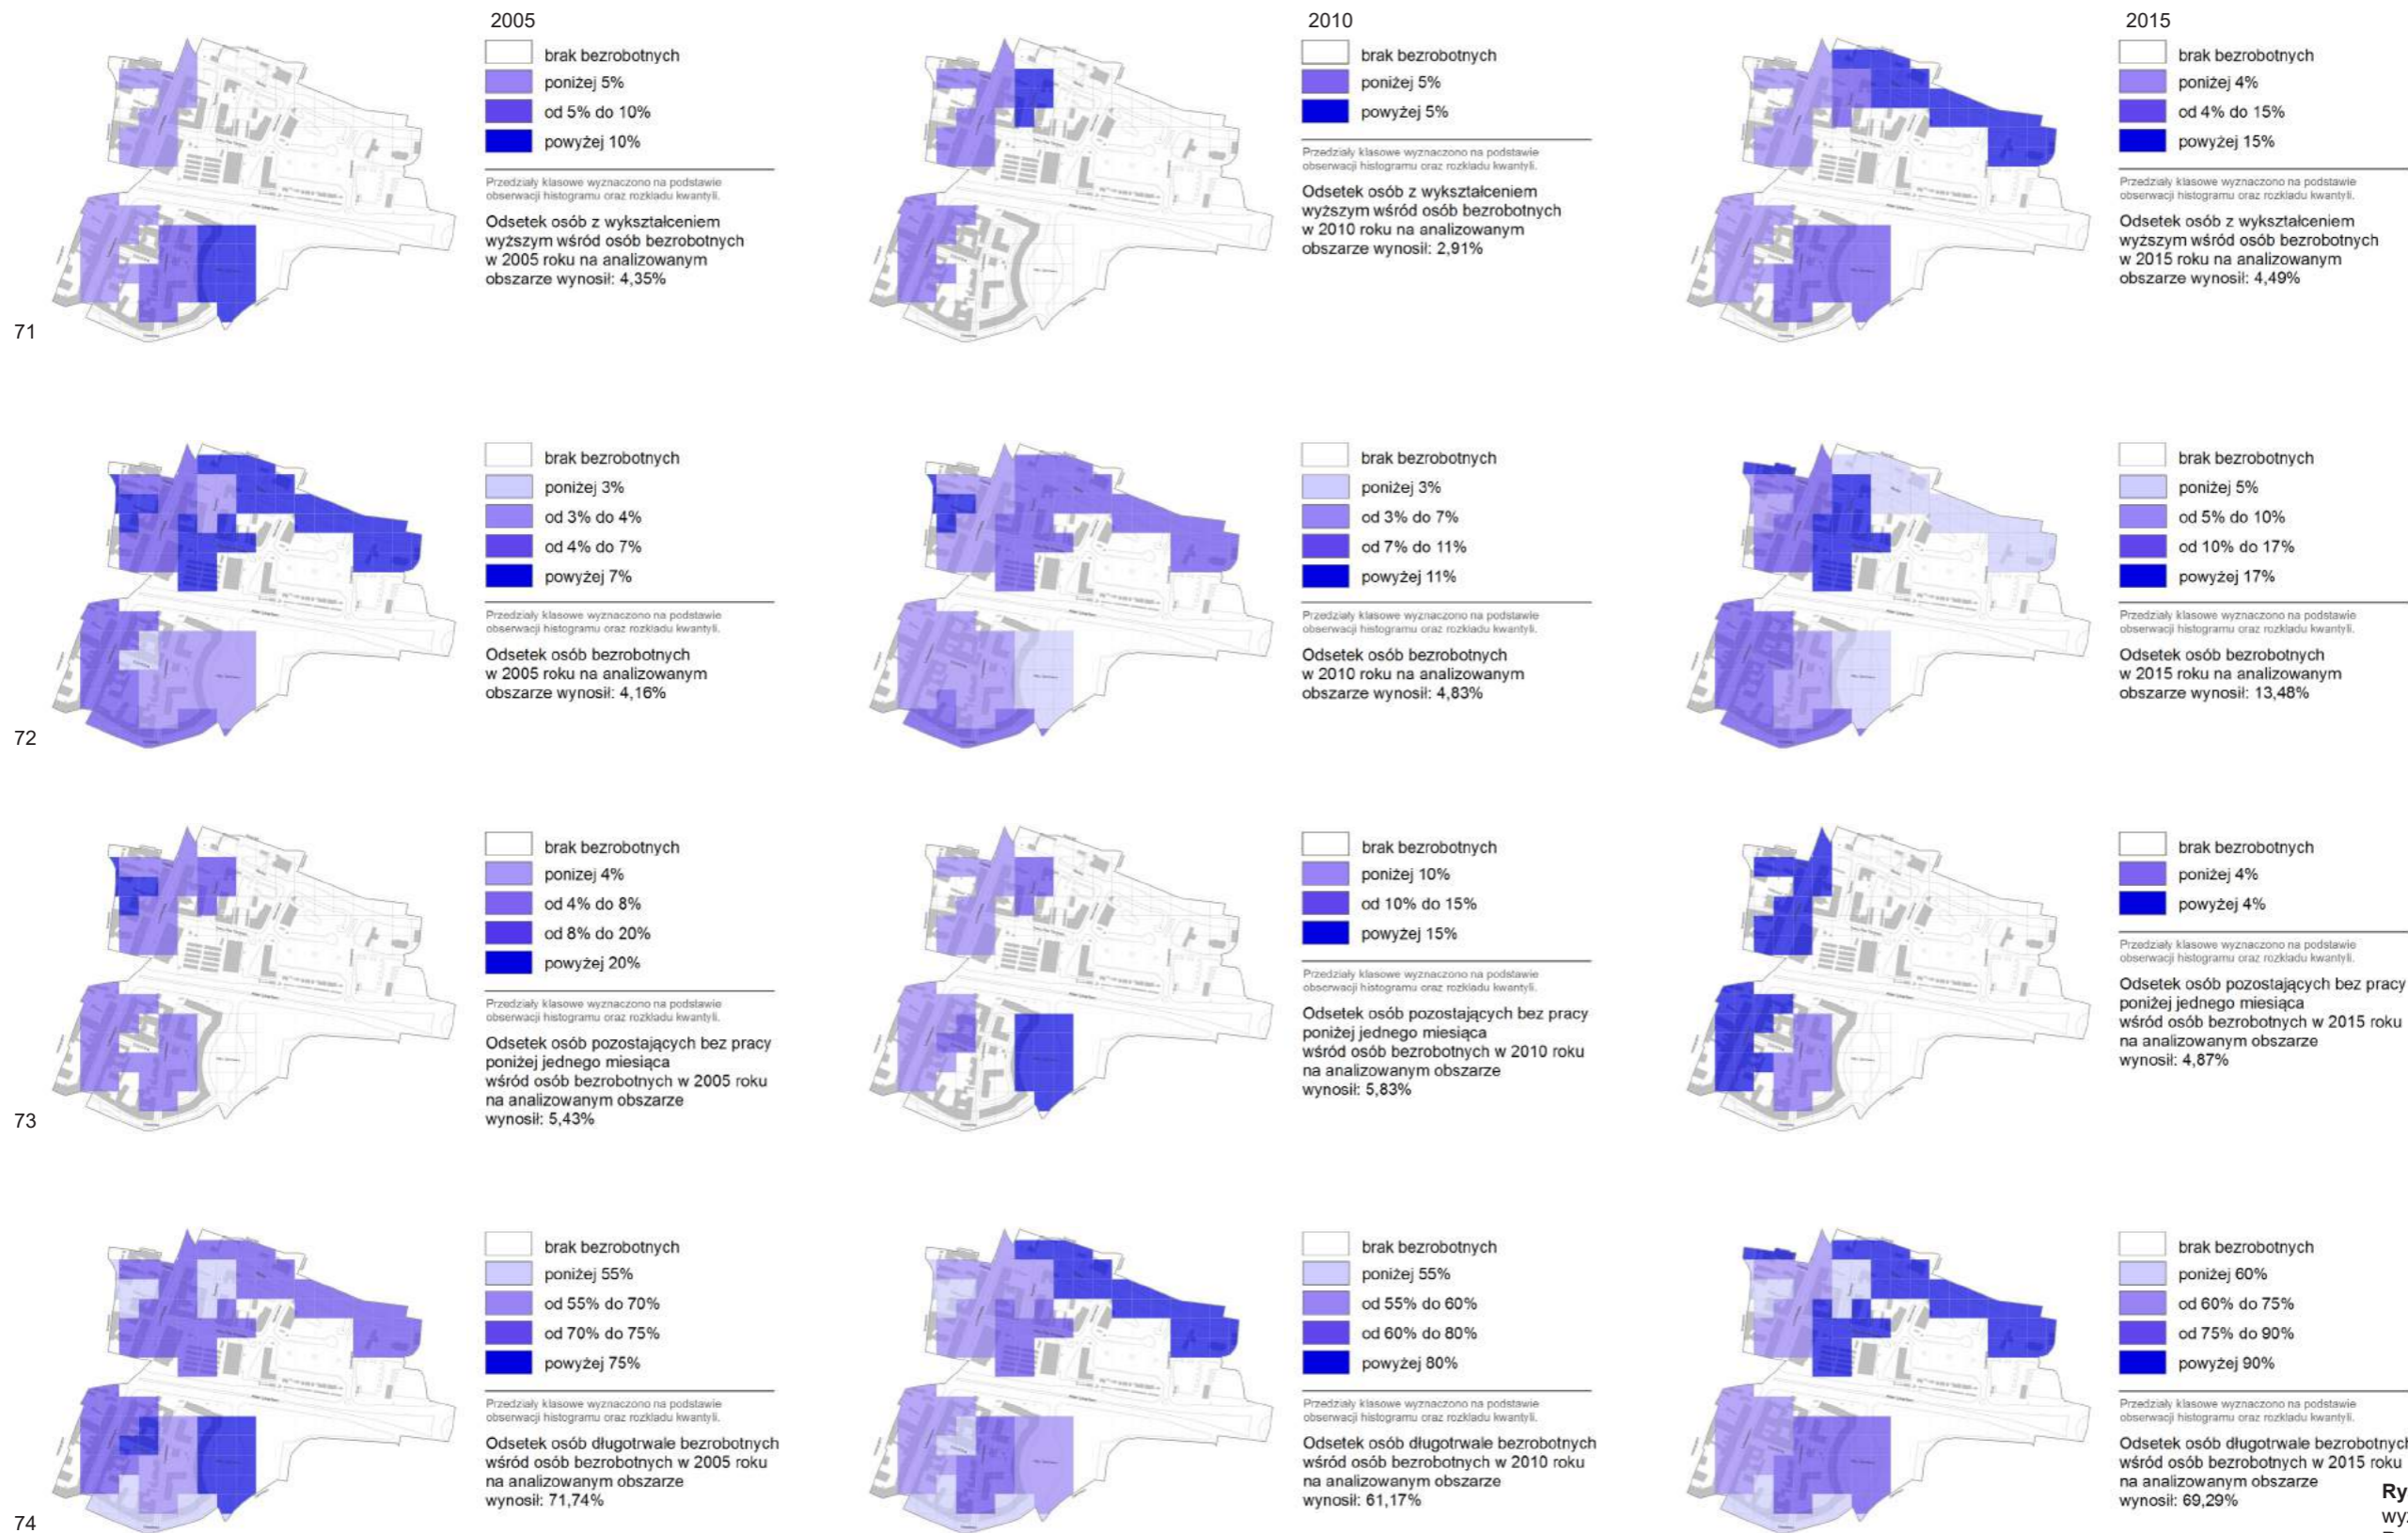 2005
brak bezrobotnych
poniżej 5%
od 5% do 10%
powyżej 10%
Przedziały klasowe wyznaczono na podstawie
obserwacji histogramu oraz rozkładu kwantyli.
Odsetek osób z wykształceniem
wyższym wśród osób bezrobotnych
w 2005 roku na analizowanym
obszarze wynosił: 4,35%
2010
brak bezrobotnych
poniżej 5%
powyżej 5%
Przedziały klasowe wyznaczono na podstawie
obserwacji histogramu oraz rozkładu kwantyli.
Odsetek osób z wykształceniem
wyższym wśród osób bezrobotnych
w 2010 roku na analizowanym
obszarze wynosił: 2,91%
2015
brak bezrobotnych
poniżej 4%
od 4% do 15%
powyżej 15%
Przedziały klasowe wyznaczono na podstawie
obserwacji histogramu oraz rozkładu kwantyli.
Odsetek osób z wykształceniem
wyższym wśród osób bezrobotnych
w 2015 roku na analizowanym
obszarze wynosił: 4,49%
71
brak bezrobotnych
poniżej 3%
od 3% do 4%
od 4% do 7%
powyżej 7%
Przedziały klasowe wyznaczono na podstawie
obserwacji histogramu oraz rozkładu kwantyli.
Odsetek osób bezrobotnych
w 2005 roku na analizowanym
obszarze wynosił: 4,16%
brak bezrobotnych
poniżej 3%
od 3% do 7%
od 7% do 11%
powyżej 11%
Przedziały klasowe wyznaczono na podstawie
obserwacji histogramu oraz rozkładu kwantyli.
Odsetek osób bezrobotnych
w 2010 roku na analizowanym
obszarze wynosił: 4,83%
brak bezrobotnych
poniżej 5%
od 5% do 10%
od 10% do 17%
powyżej 17%
Przedziały klasowe wyznaczono na podstawie
obserwacji histogramu oraz rozkładu kwantyli.
Odsetek osób bezrobotnych
w 2015 roku na analizowanym
obszarze wynosił: 13,48%
72
brak bezrobotnych
ponizej 4%
od 4% do 8%
od 8% do 20%
powyżej 20%
Przedziały klasowe wyznaczono na podstawie
obserwacji histogramu oraz rozkładu kwantyli.
Odsetek osób pozostających bez pracy
poniżej jednego miesiąca
wśród osób bezrobotnych w 2005 roku
na analizowanym obszarze
wynosił: 5,43%
brak bezrobotnych
poniżej 10%
od 10% do 15%
powyżej 15%
Przedziały klasowe wyznaczono na podstawie
obserwacji histogramu oraz rozkładu kwantyli.
Odsetek osób pozostających bez pracy
poniżej jednego miesiąca
wśród osób bezrobotnych w 2010 roku
na analizowanym obszarze
wynosił: 5,83%
brak bezrobotnych
poniżej 4%
powyżej 4%
Przedziały klasowe wyznaczono na podstawie
obserwacji histogramu oraz rozkładu kwantyli.
Odsetek osób pozostających bez pracy
poniżej jednego miesiąca
wśród osób bezrobotnych w 2015 roku
na analizowanym obszarze
wynosił: 4,87%
73
brak bezrobotnych
poniżej 55%
od 55% do 70%
od 70% do 75%
powyżej 75%
Przedziały klasowe wyznaczono na podstawie
obserwacji histogramu oraz rozkładu kwantyli.
Odsetek osób długotrwale bezrobotnych
wśród osób bezrobotnych w 2005 roku
na analizowanym obszarze
wynosił: 71,74%
brak bezrobotnych
poniżej 55%
od 55% do 60%
od 60% do 80%
powyżej 80%
Przedziały klasowe wyznaczono na podstawie
obserwacji histogramu oraz rozkładu kwantyli.
Odsetek osób długotrwale bezrobotnych
wśród osób bezrobotnych w 2010 roku
na analizowanym obszarze
wynosił: 61,17%
brak bezrobotnych
poniżej 60%
od 60% do 75%
od 75% do 90%
powyżej 90%
Przedziały klasowe wyznaczono na podstawie
obserwacji histogramu oraz rozkładu kwantyli.
Odsetek osób długotrwale bezrobotnych
wśród osób bezrobotnych w 2015 roku
na analizowanym obszarze
wynosił: 69,29%
74